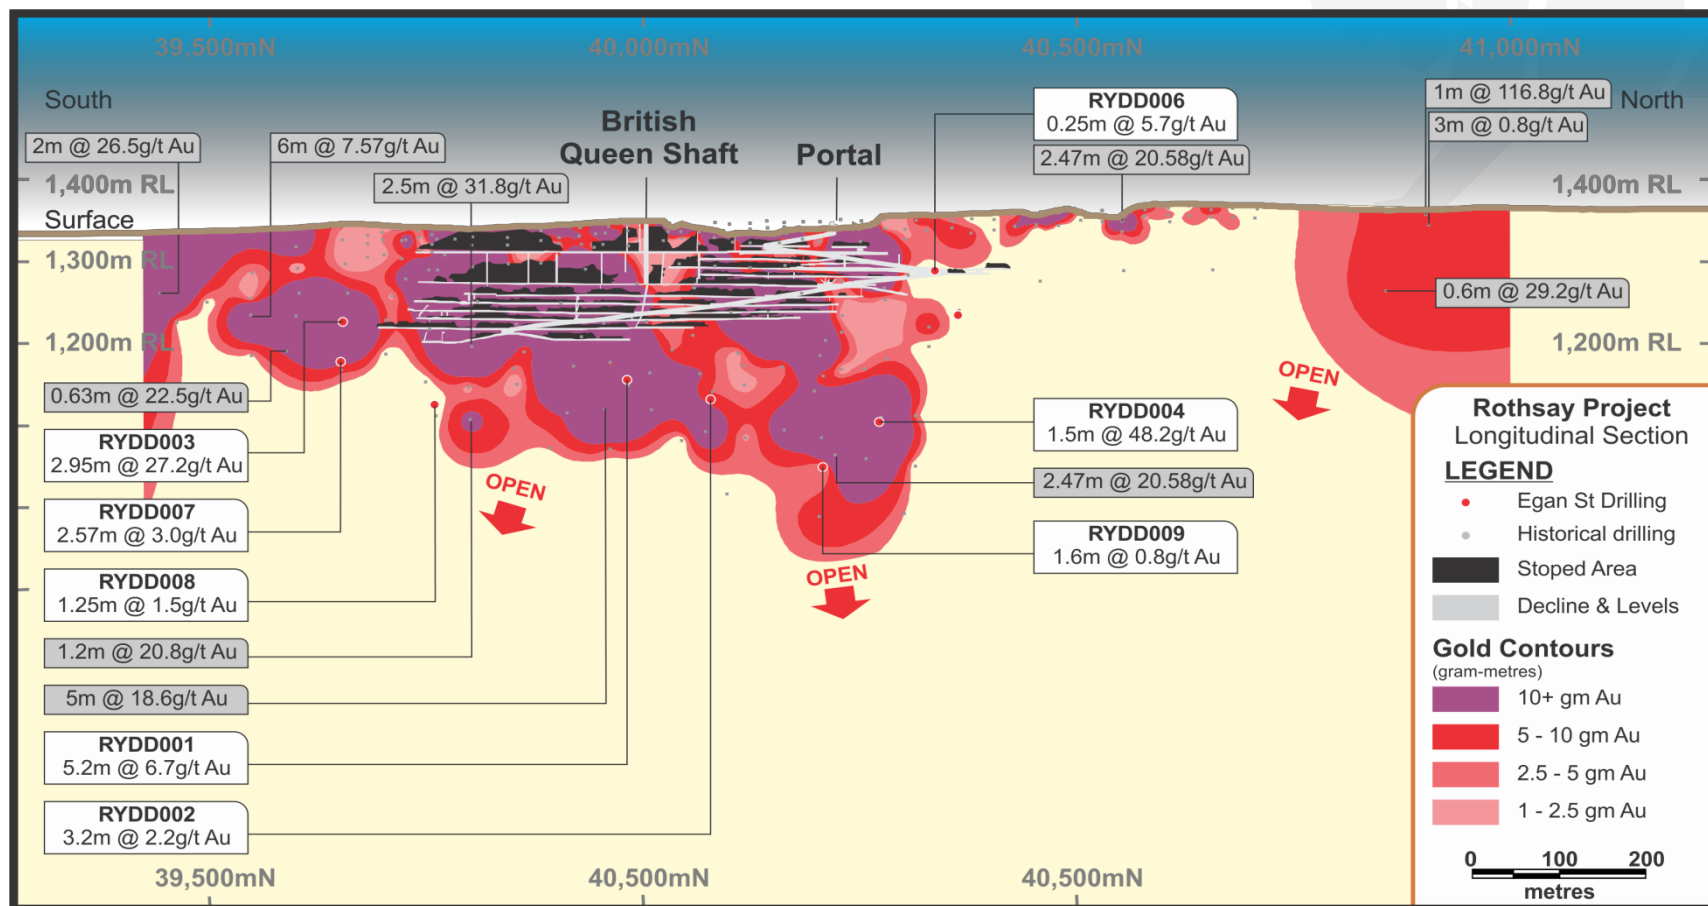 39,500mN
40,000mN
40,500mN
41,000mN
South
North
British
Queen Shaft
Portal
RYDD006
0.25m @ 5.7g/t Au
2.47m @ 20.58g/t Au
1m @ 116.8g/t Au
3m @ 0.8g/t Au
2m @ 26.5g/t Au
6m @ 7.57g/t Au
2.5m @ 31.8g/t Au
1,400m RL
1,400m RL
Surface
1,300m RL
1,300m RL
0.6m @ 29.2g/t Au
1,200m RL
1,200m RL
OPEN
0.63m @ 22.5g/t Au
RYDD003
2.95m @ 27.2g/t Au
RYDD007
2.57m @ 3.0g/t Au
RYDD008
1.25m @ 1.5g/t Au
1.2m @ 20.8g/t Au
5m @ 18.6g/t Au
RYDD001
5.2m @ 6.7g/t Au
RYDD002
3.2m @ 2.2g/t Au
OPEN
OPEN
RYDD004
1.5m @ 48.2g/t Au
2.47m @ 20.58g/t Au
RYDD009
1.6m @ 0.8g/t Au
Rothsay Project
Longitudinal Section
LEGEND
Egan St Drilling
Historical drilling
Stoped Area
Decline & Levels
Gold Contours
(gram-metres)
10+ gm Au
5 - 10 gm Au
2.5 - 5 gm Au
1 - 2.5 gm Au
0 100 200
metres
39,500mN
40,500mN
40,500mN